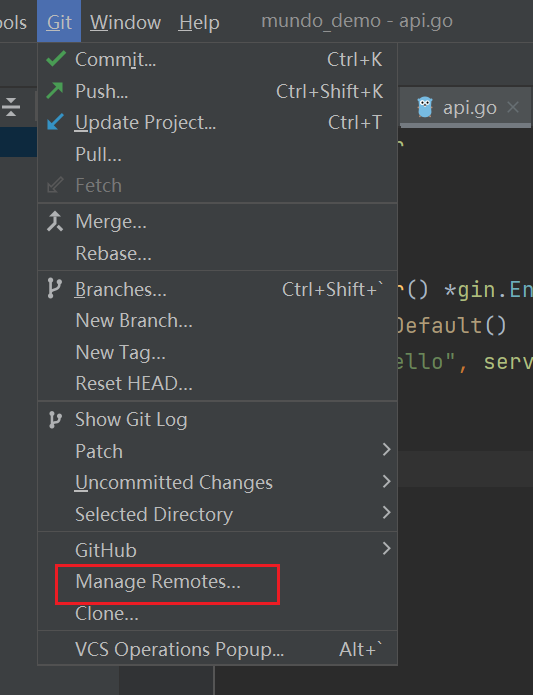 ols Git Window Help mundo_demo - api.go
Commit... Ctrl+K
Push... Ctrl+Shift+K
api.go
Update Project... Ctrl+T
Pull...
Fetch
Merge...
Rebase...
Branches... Ctrl+Shift+` r() *gin.En
New Branch... Default()
New Tag... ello", serv
Reset HEAD...
Show Git Log
Patch
Uncommitted Changes
Selected Directory
GitHub
Manage Remotes...
Clone...
VCS Operations Popup... Alt+`